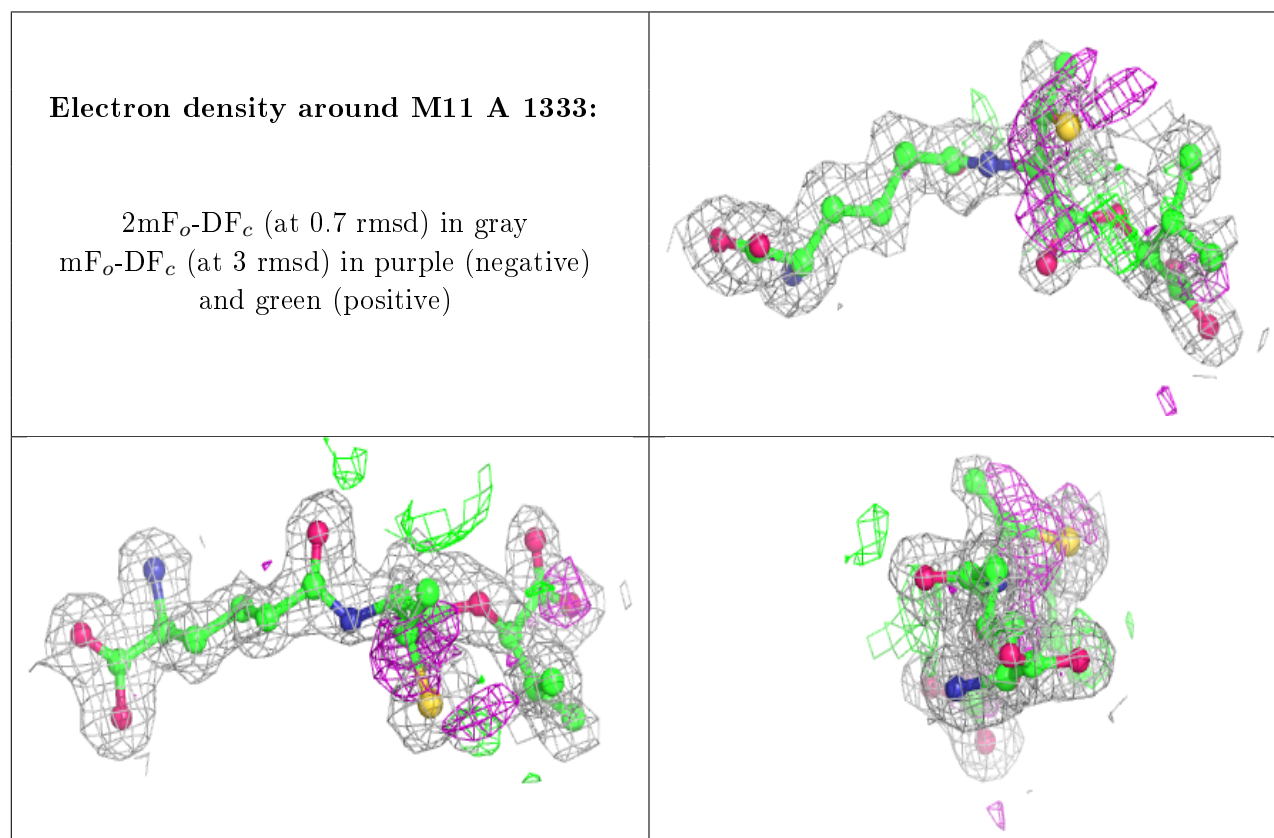 Electron density around M11 A 1333:
2mFo-DFc (at 0.7 rmsd) in gray
mFo-DFc (at 3 rmsd) in purple (negative)
and green (positive)